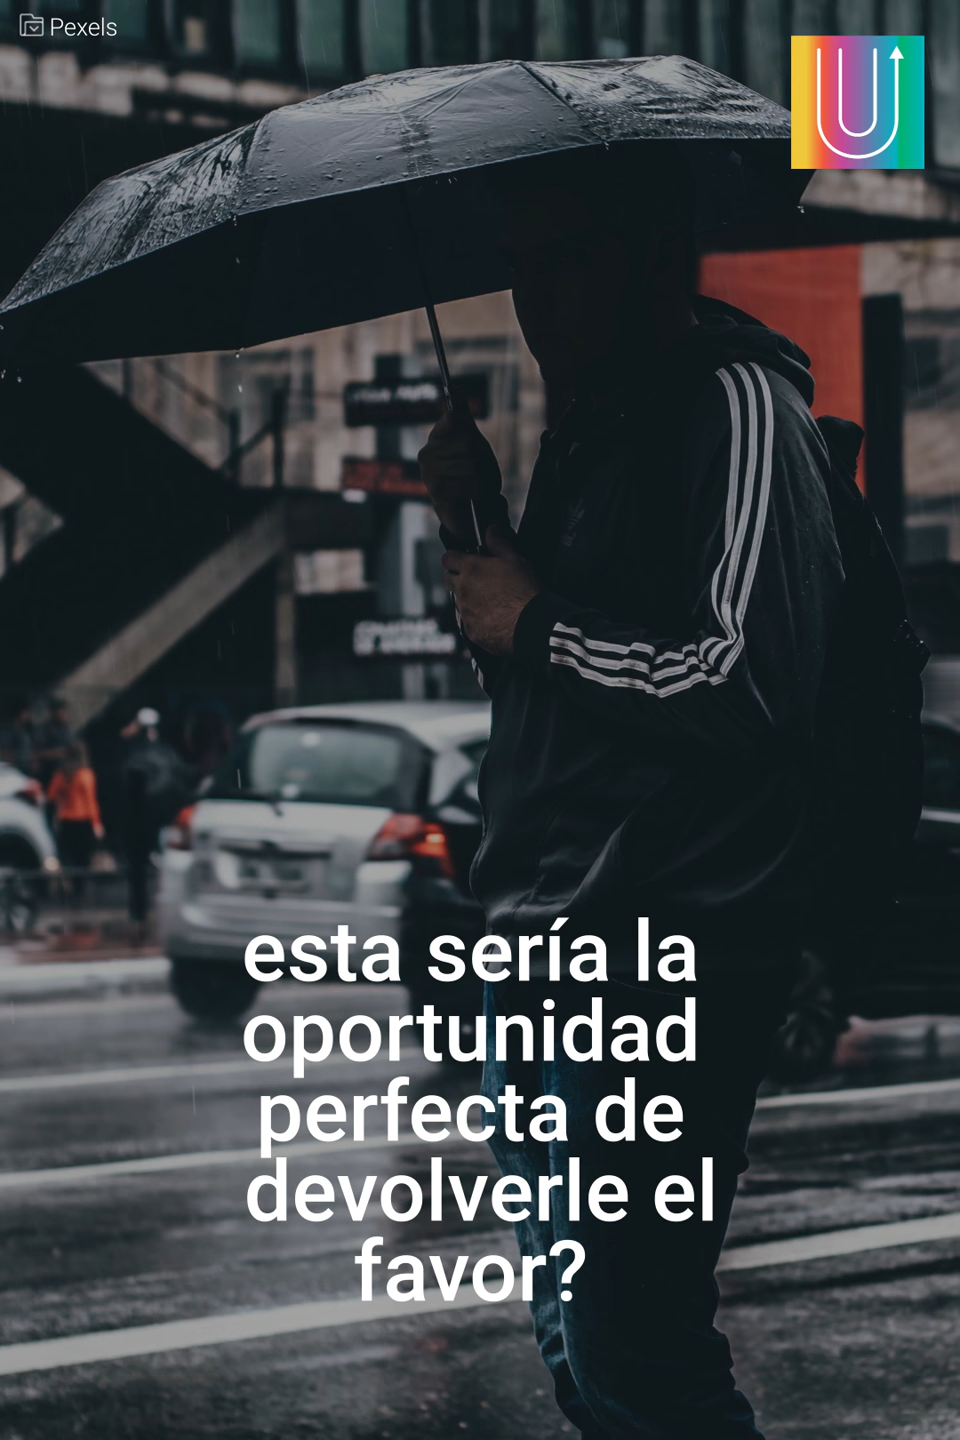 Pexels
U
esta sería la
oportunidad
perfecta de
devolverle el
favor?